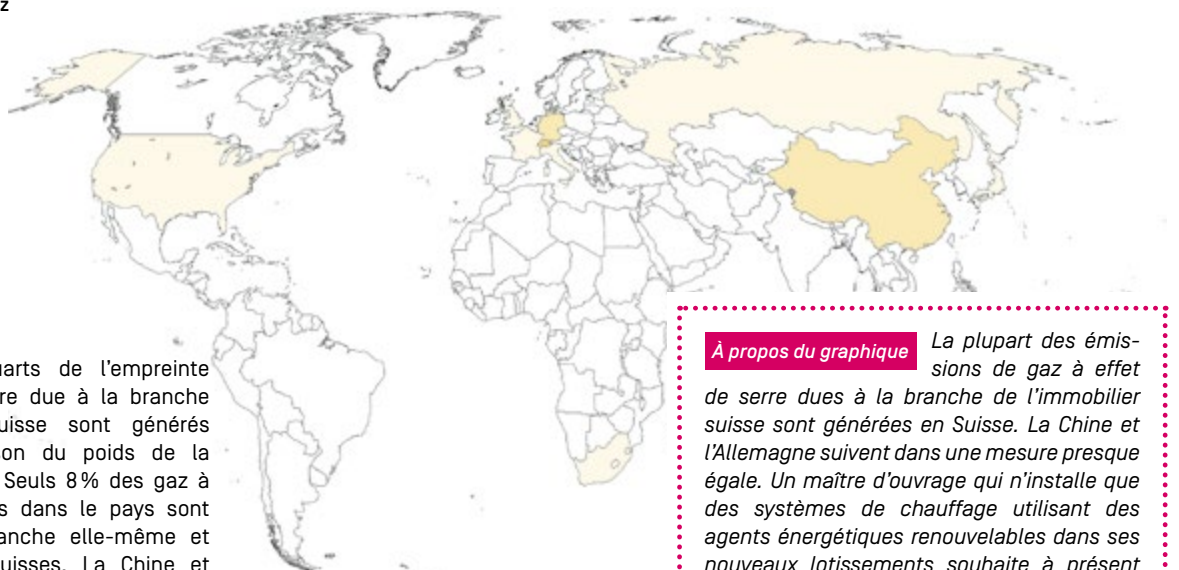 z
uarts de l’empreinte
re due à la branche
uisse sont générés
on du poids de la
Seuls 8 % des gaz à
s dans le pays sont
anche elle-même et
uisses. La Chine et
À propos du graphique La plupart des émis-
sions de gaz à effet
de serre dues à la branche de l’immobilier
suisse sont générées en Suisse. La Chine et
l’Allemagne suivent dans une mesure presque
égale. Un maître d’ouvrage qui n’installe que
des systèmes de chauffage utilisant des
agents énergétiques renouvelables dans ses
nouveaux lotissements souhaite à présent